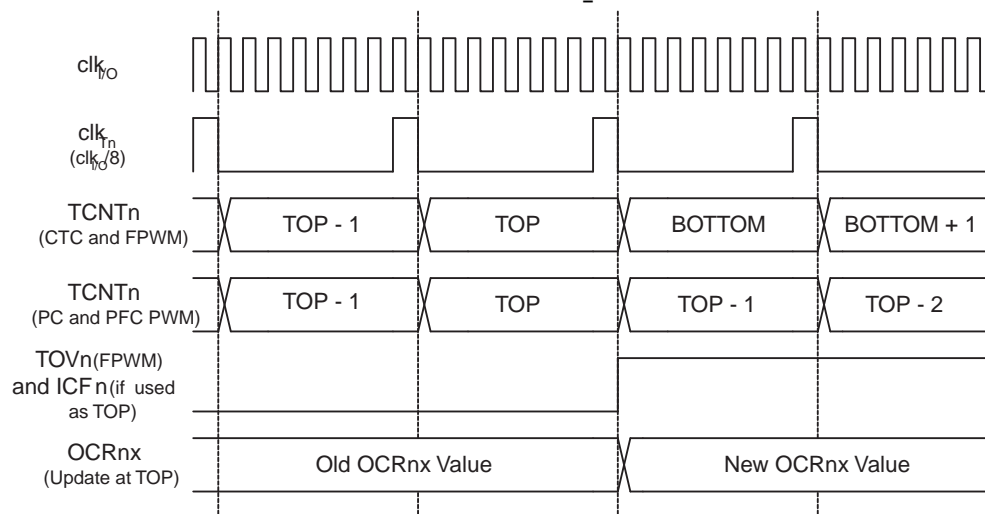 clkI/O
clkTn
(clkI/O/8)
TCNTn
(CTC and FPWM)
TOP - 1
TOP
BOTTOM
BOTTOM + 1
TCNTn
(PC and PFC PWM)
TOP - 1
TOP
TOP - 1
TOP - 2
TOVn(FPWM)
and ICFn(if used
as TOP)
OCRnx
(Update at TOP)
Old OCRnx Value
New OCRnx Value